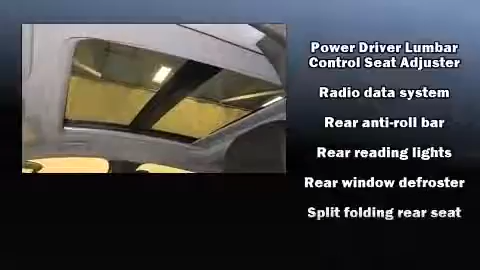 Power Driver Lumbar
Control Seat Adjuster
Radio data system
Rear anti-roll bar
Rear reading lights
Rear window defroster
Split folding rear seat